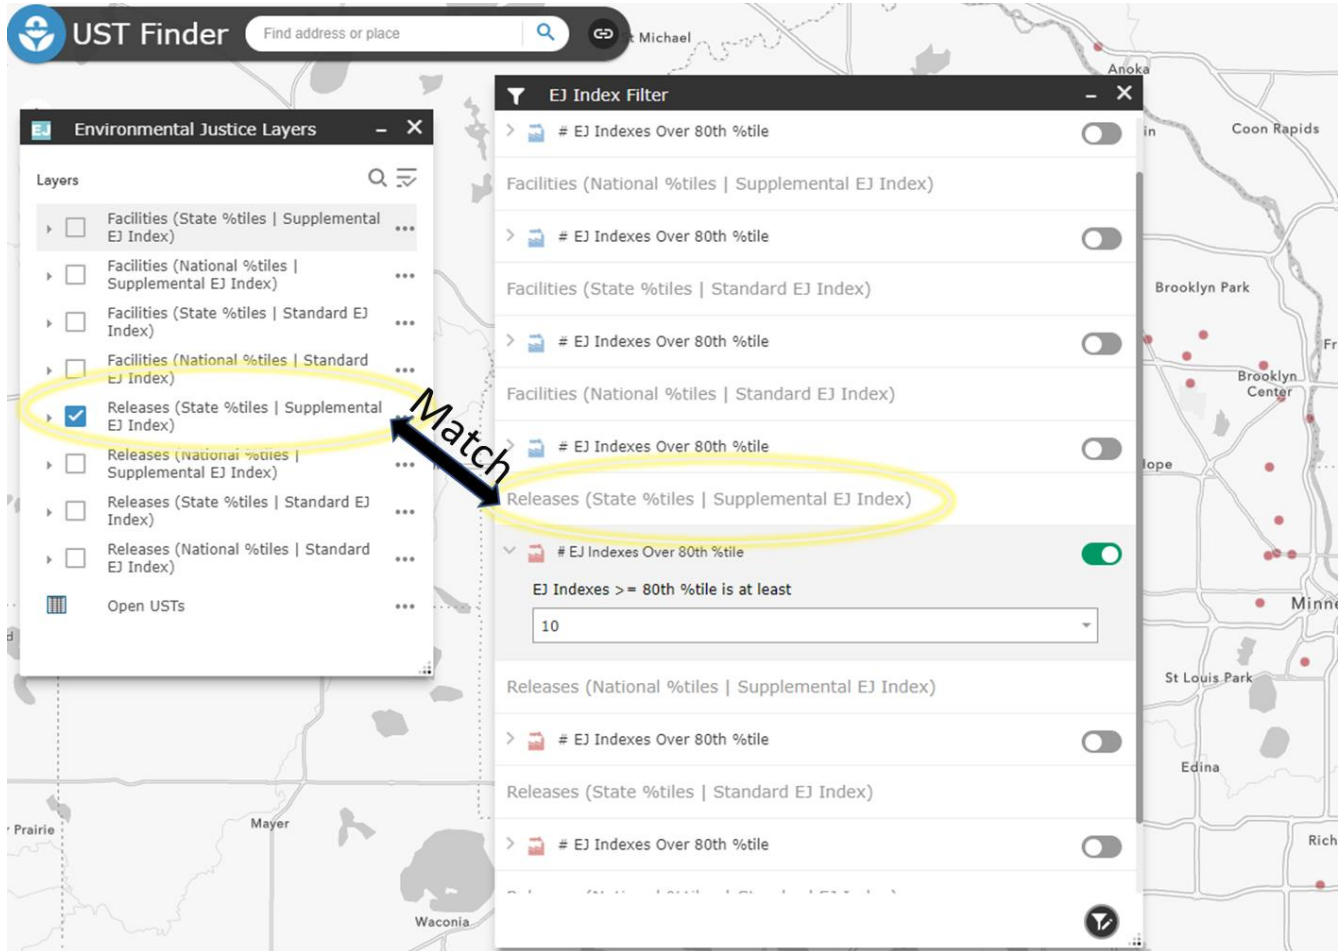 UST Finder
Find address or place
St Michael
Anoka
Coon Rapids
Brooklyn Park
Fr
Brooklyn
Center
lope
Minne
St Louis Park
Edina
Rich
Prairie
Mayer
Waconia
EJ
Environmental Justice Layers
Layers
Facilities (State %tiles | Supplemental
EJ Index)
Facilities (National %tiles |
Supplemental EJ Index)
Facilities (State %tiles | Standard EJ
Index)
Facilities (National %tiles | Standard
EJ Index)
Releases (State %tiles | Supplemental
EJ Index)
Releases (National %tiles |
Supplemental EJ Index)
Releases (State %tiles | Standard EJ
Index)
Releases (National %tiles | Standard
EJ Index)
Open USTs
Match
EJ Index Filter
# EJ Indexes Over 80th %tile
in
Facilities (National %tiles | Supplemental EJ Index)
# EJ Indexes Over 80th %tile
Facilities (State %tiles | Standard EJ Index)
# EJ Indexes Over 80th %tile
Facilities (National %tiles | Standard EJ Index)
# EJ Indexes Over 80th %tile
Releases (State %tiles | Supplemental EJ Index)
# EJ Indexes Over 80th %tile
EJ Indexes >= 80th %tile is at least
10
Releases (National %tiles | Supplemental EJ Index)
# EJ Indexes Over 80th %tile
Releases (State %tiles | Standard EJ Index)
# EJ Indexes Over 80th %tile